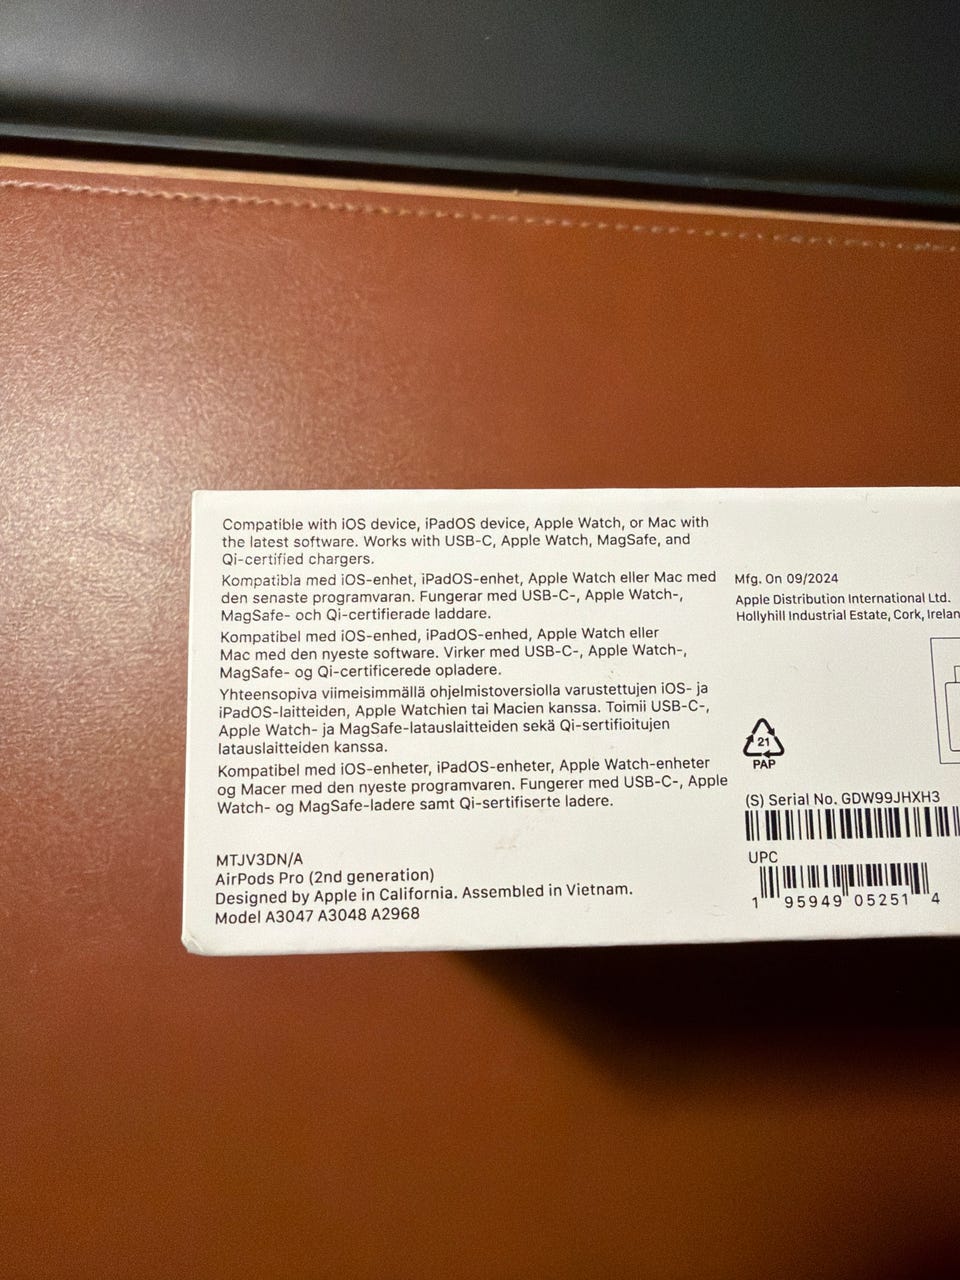 Compatible with iOS device, iPadOS device, Apple Watch, or Mac with
the latest software. Works with USB-C, Apple Watch, MagSafe, and
Qi-certified chargers.
Kompatibla med iOS-enhet, iPadOS-enhet, Apple Watch eller Mac med
den senaste programvaran. Fungerar med USB-C-, Apple Watch-,
MagSafe- och Qi-certifierade laddare.
Kompatibel med iOS-enhed, iPadOS-enhed, Apple Watch eller
Mac med den nyeste software. Virker med USB-C-, Apple Watch-,
MagSafe- og Qi-certificerede opladere.
Yhteensopiva viimeisimmällä ohjelmistoversiolla varustettujen iOS- ja
iPadOS-laitteiden, Apple Watchien tai Macien kanssa. Toimii USB-C-,
Apple Watch- ja MagSafe-latauslaitteiden sekä Qi-sertifioitujen
latauslaitteiden kanssa.
Kompatibel med iOS-enheter, iPadOS-enheter, Apple Watch-enheter
og Macer med den nyeste programvaren. Fungerer med USB-C-, Apple
Watch- og MagSafe-ladere samt Qi-sertifiserte ladere.
MTJV3DN/A
AirPods Pro (2nd generation)
Designed by Apple in California. Assembled in Vietnam.
Model A3047 A3048 A2968
Mfg. On 09/2024
Apple Distribution International Ltd.
Hollyhill Industrial Estate, Cork, Irelan
21
PAP
(S) Serial No. GDW99JHXH3
UPC
1 95949 05251 4